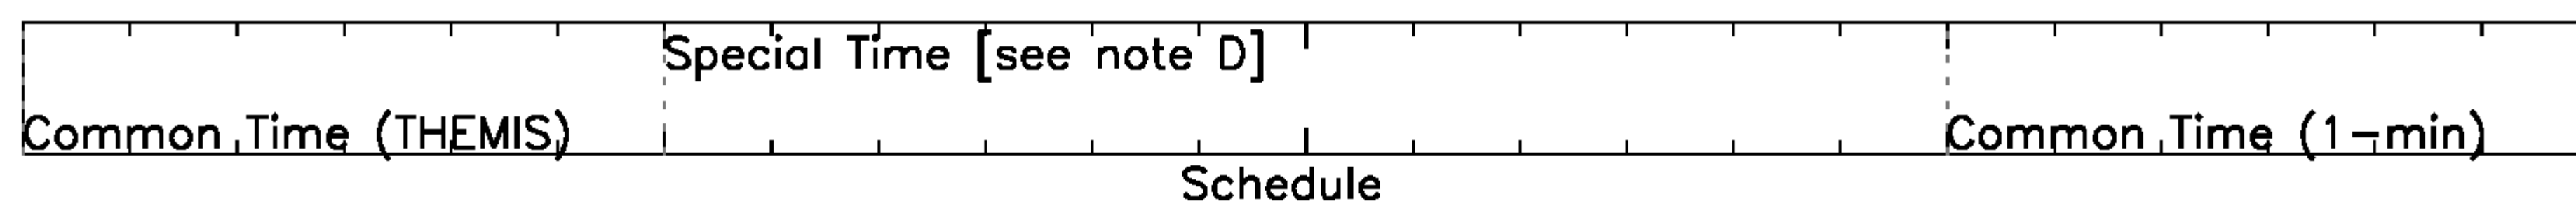 Special Time [see note D]
Common Time (THEMIS)
Common Time (1-min)
Schedule